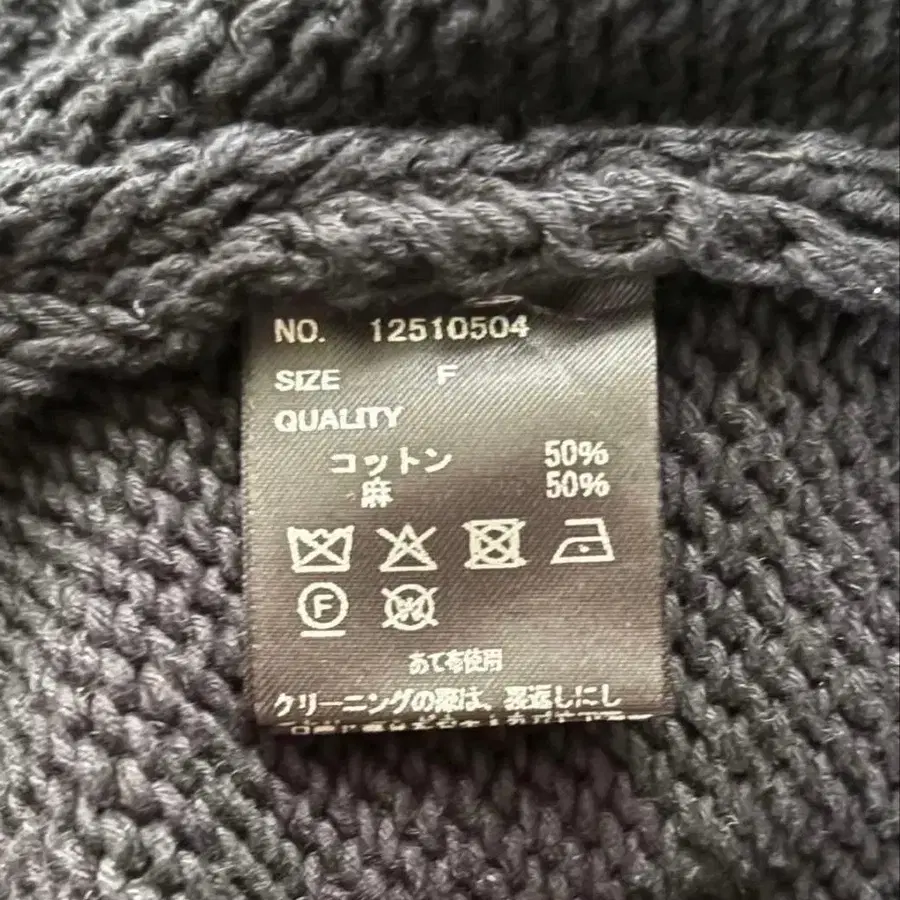 NO. 12510504
SIZE F
QUALITY
コットン 50%
麻 50%
F
W
あて布使用
クリーニングの際は、裏返しにし